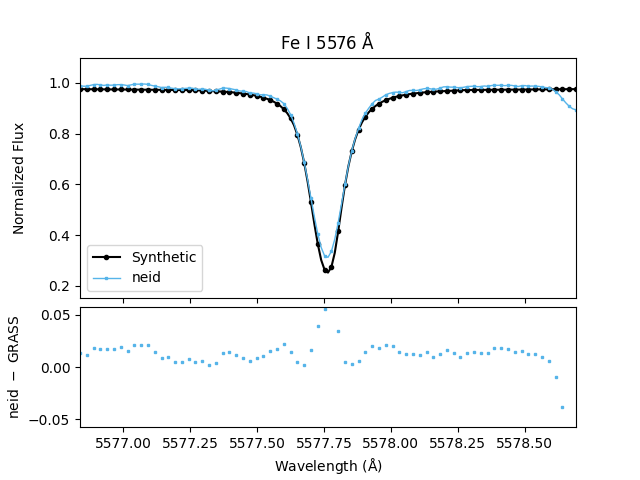 Fe I 5576 Å
Normalized Flux
1.0
0.8
0.6
0.4
0.2
Synthetic
neid
neid − GRASS
0.05
0.00
−0.05
5577.00 5577.25 5577.50 5577.75 5578.00 5578.25 5578.50
Wavelength (Å)